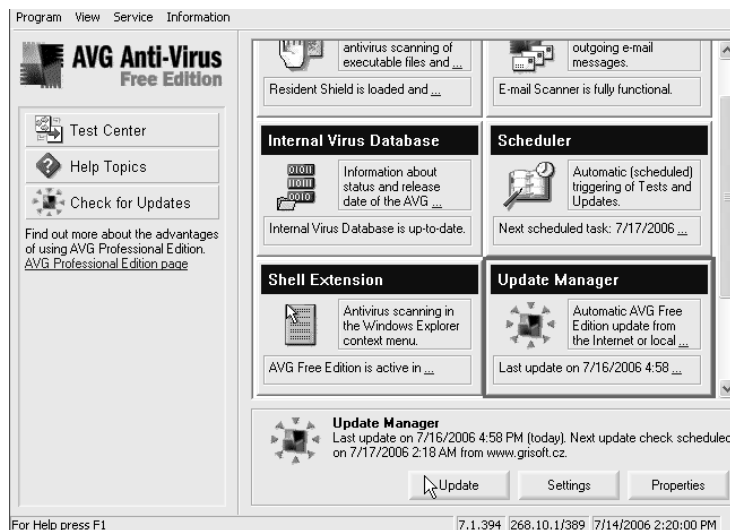 Program View Service Information
AVG Anti-Virus
Free Edition
Test Center
Help Topics
Check for Updates
Find out more about the advantages
of using AVG Professional Edition.
AVG Professional Edition page
antivirus scanning of
executable files and ...
Resident Shield is loaded and ...
outgoing e-mail
messages.
E-mail Scanner is fully functional.
Internal Virus Database
Information about
status and release
date of the AVG ...
Internal Virus Database is up-to-date.
Scheduler
Automatic (scheduled)
triggering of Tests and
Updates.
Next scheduled task: 7/17/2006 ...
Shell Extension
Antivirus scanning in
the Windows Explorer
context menu.
AVG Free Edition is active in ...
Update Manager
Automatic AVG Free
Edition update from
the Internet or local ...
Last update on 7/16/2006 4:58 ...
Update Manager
Last update on 7/16/2006 4:58 PM (today). Next update check scheduled
on 7/17/2006 2:18 AM from www.grisoft.cz.
Update Settings Properties
For Help press F1
7.1.394 268.10.1/389 7/14/2006 2:20:00 PM